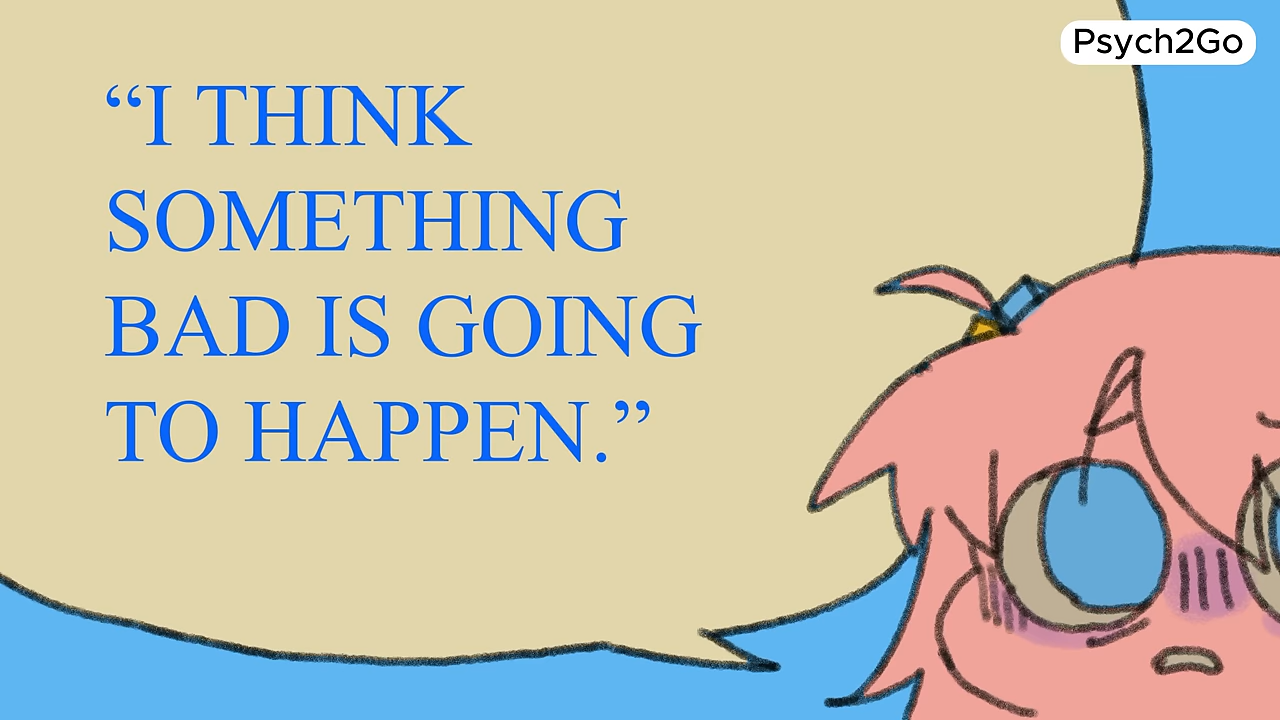 Psych2Go
“I THINK
SOMETHING
BAD IS GOING
TO HAPPEN.”